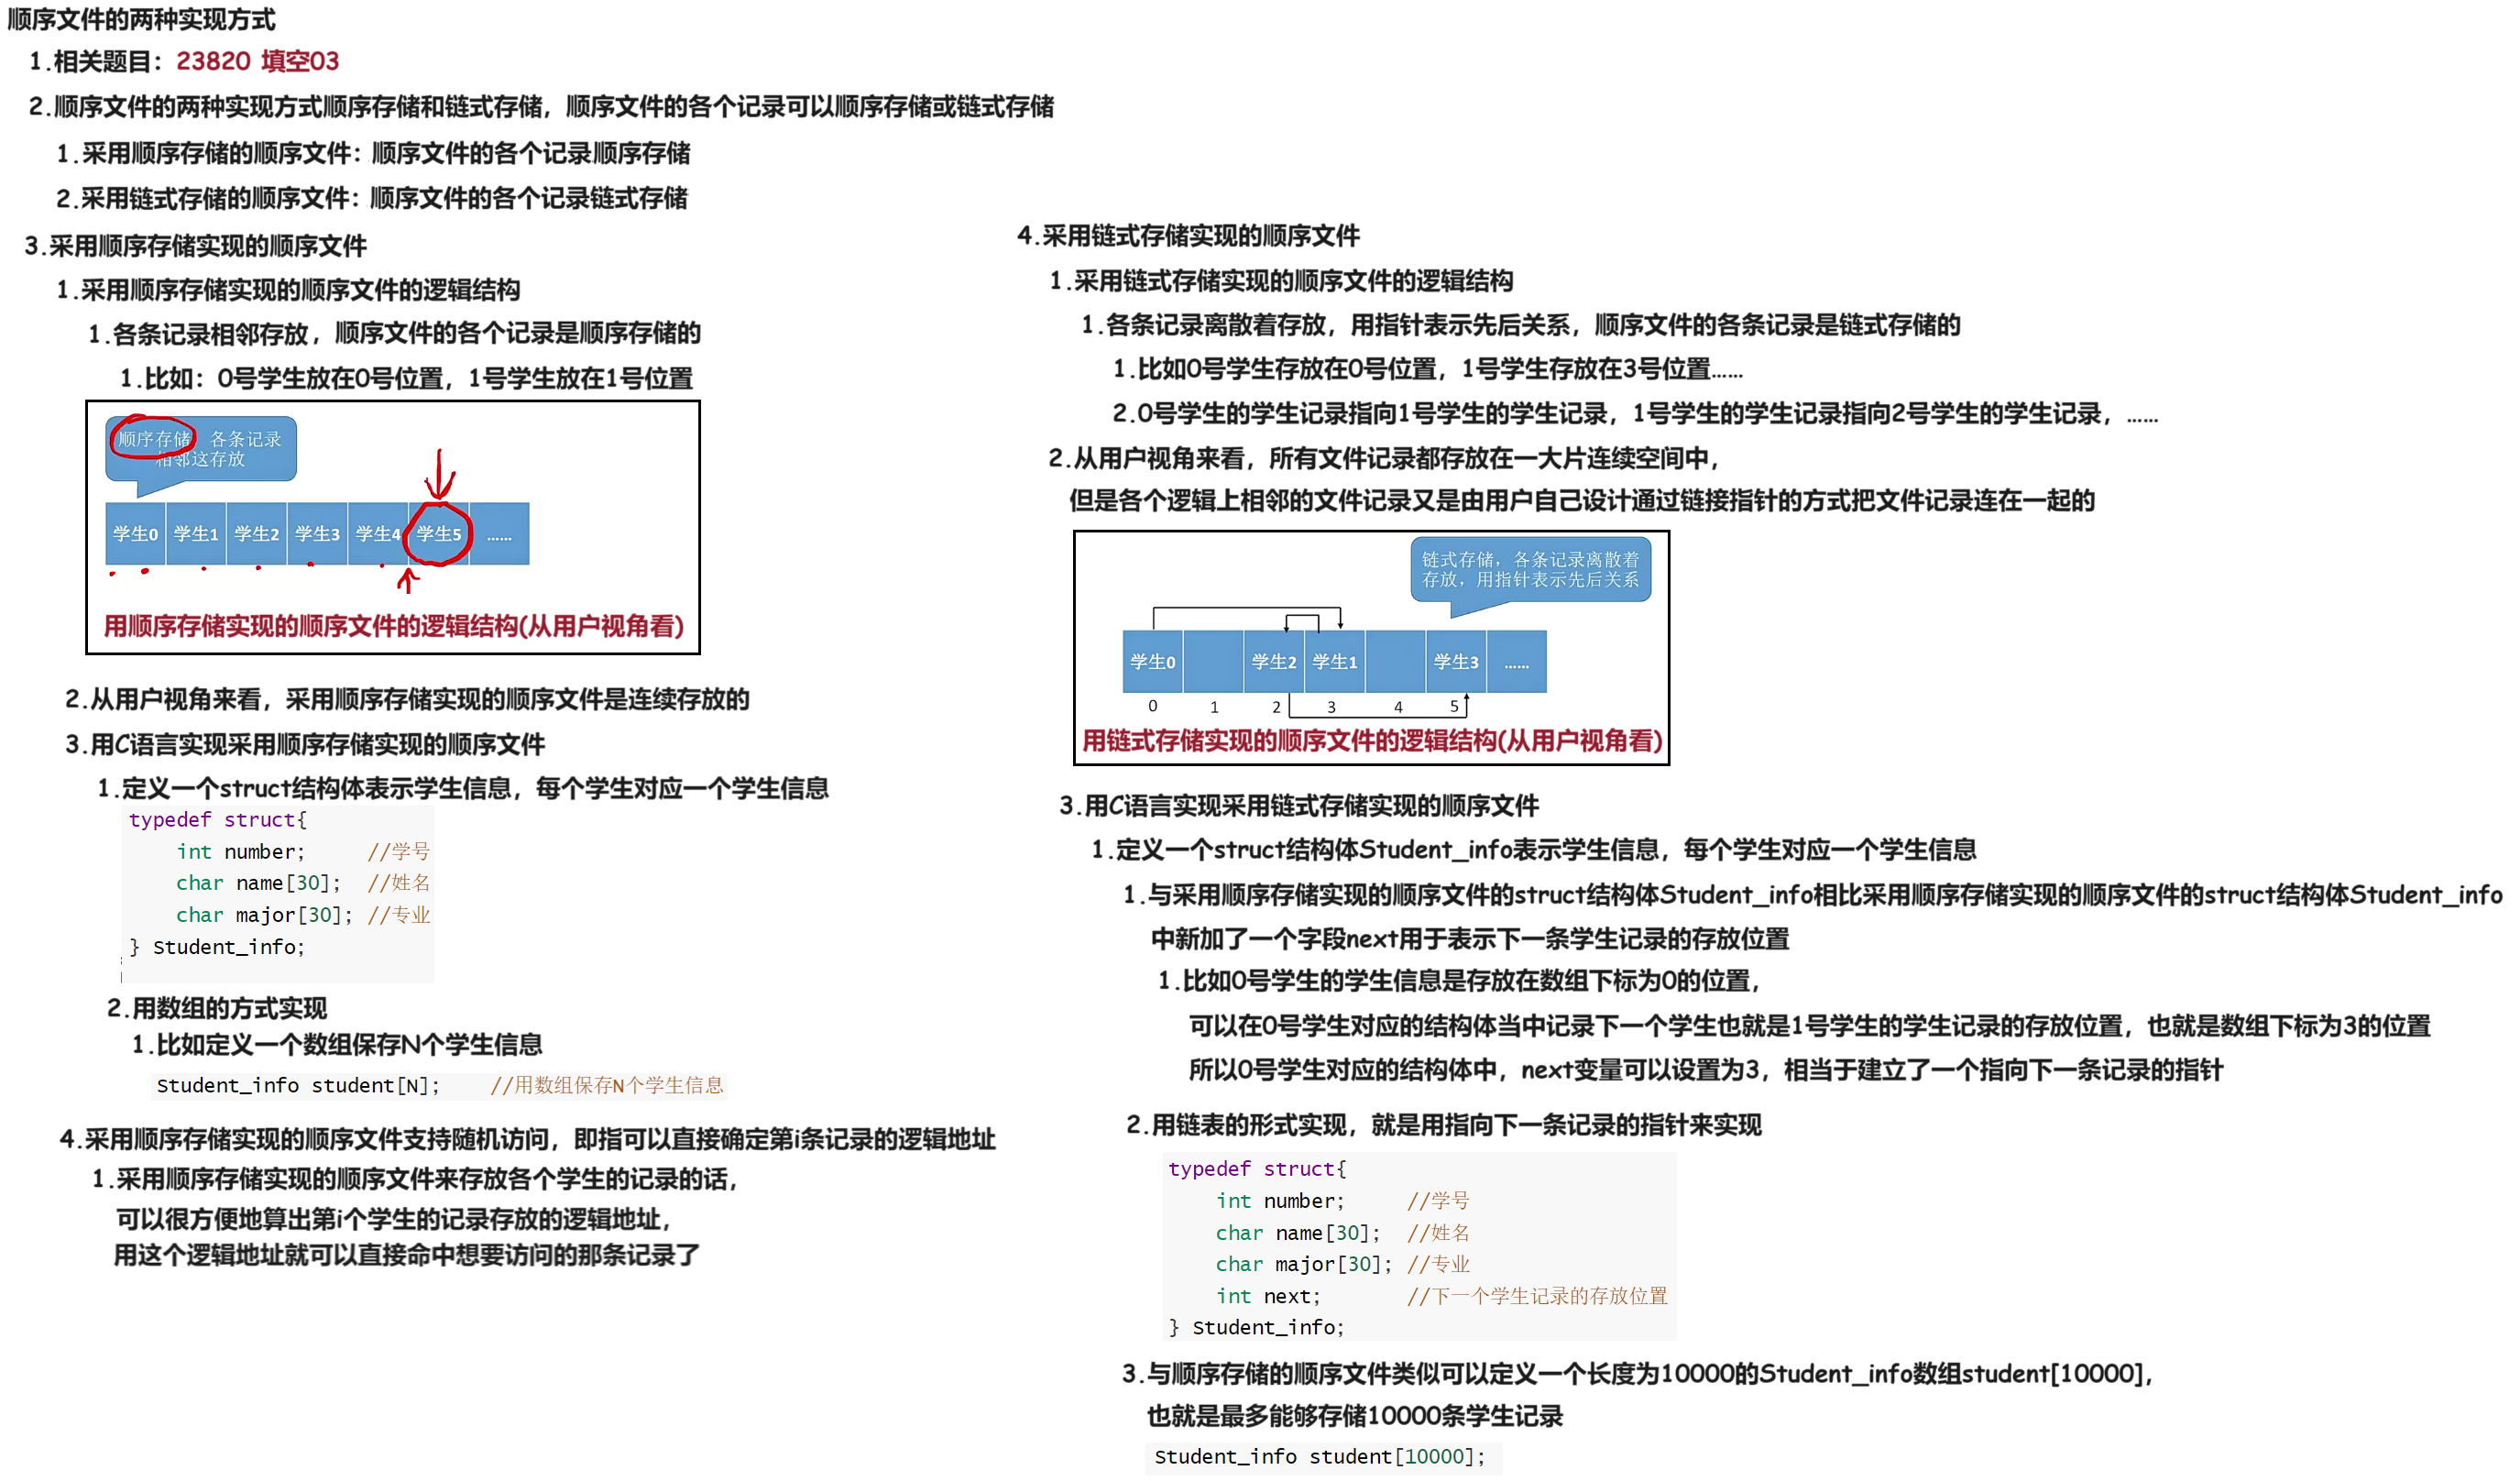 顺序文件的两种实现方式
1.相关题目：23820 填空03
2.顺序文件的两种实现方式顺序存储和链式存储，顺序文件的各个记录可以顺序存储或链式存储
1.采用顺序存储的顺序文件：顺序文件的各个记录顺序存储
2.采用链式存储的顺序文件：顺序文件的各个记录链式存储
3.采用顺序存储实现的顺序文件
1.采用顺序存储实现的顺序文件的逻辑结构
1.各条记录相邻存放，顺序文件的各个记录是顺序存储的
1.比如：0号学生放在0号位置，1号学生放在1号位置
顺序存储 各条记录
相邻这存放
学生0 学生1 学生2 学生3 学生4 学生5 ……
用顺序存储实现的顺序文件的逻辑结构(从用户视角看)
2.从用户视角来看，采用顺序存储实现的顺序文件是连续存放的
3.用C语言实现采用顺序存储实现的顺序文件
1.定义一个struct结构体表示学生信息，每个学生对应一个学生信息
typedef struct{
int number; //学号
char name[30]; //姓名
char major[30]; //专业
} Student_info;
2.用数组的方式实现
1.比如定义一个数组保存N个学生信息
Student_info student[N]; //用数组保存N个学生信息
4.采用顺序存储实现的顺序文件支持随机访问，即指可以直接确定第i条记录的逻辑地址
1.采用顺序存储实现的顺序文件来存放各个学生的记录的话，
可以很方便地算出第i个学生的记录存放的逻辑地址，
用这个逻辑地址就可以直接命中想要访问的那条记录了
4.采用链式存储实现的顺序文件
1.采用链式存储实现的顺序文件的逻辑结构
1.各条记录离散着存放，用指针表示先后关系，顺序文件的各条记录是链式存储的
1.比如0号学生存放在0号位置，1号学生存放在3号位置……
2.0号学生的学生记录指向1号学生的学生记录，1号学生的学生记录指向2号学生的学生记录，……
2.从用户视角来看，所有文件记录都存放在一大片连续空间中，
但是各个逻辑上相邻的文件记录又是由用户自己设计通过链接指针的方式把文件记录连在一起的
链式存储，各条记录离散着
存放，用指针表示先后关系
学生0 学生2 学生1 学生3 ……
0 1 2 3 4 5
用链式存储实现的顺序文件的逻辑结构(从用户视角看)
3.用C语言实现采用链式存储实现的顺序文件
1.定义一个struct结构体Student_info表示学生信息，每个学生对应一个学生信息
1.与采用顺序存储实现的顺序文件的struct结构体Student_info相比采用顺序存储实现的顺序文件的struct结构体Student_info
中新加了一个字段next用于表示下一条学生记录的存放位置
1.比如0号学生的学生信息是存放在数组下标为0的位置，
可以在0号学生对应的结构体当中记录下一个学生也就是1号学生的学生记录的存放位置，也就是数组下标为3的位置
所以0号学生对应的结构体中，next变量可以设置为3，相当于建立了一个指向下一条记录的指针
2.用链表的形式实现，就是用指向下一条记录的指针来实现
typedef struct{
int number; //学号
char name[30]; //姓名
char major[30]; //专业
int next; //下一个学生记录的存放位置
} Student_info;
3.与顺序存储的顺序文件类似可以定义一个长度为10000的Student_info数组student[10000]，
也就是最多能够存储10000条学生记录
Student_info student[10000];